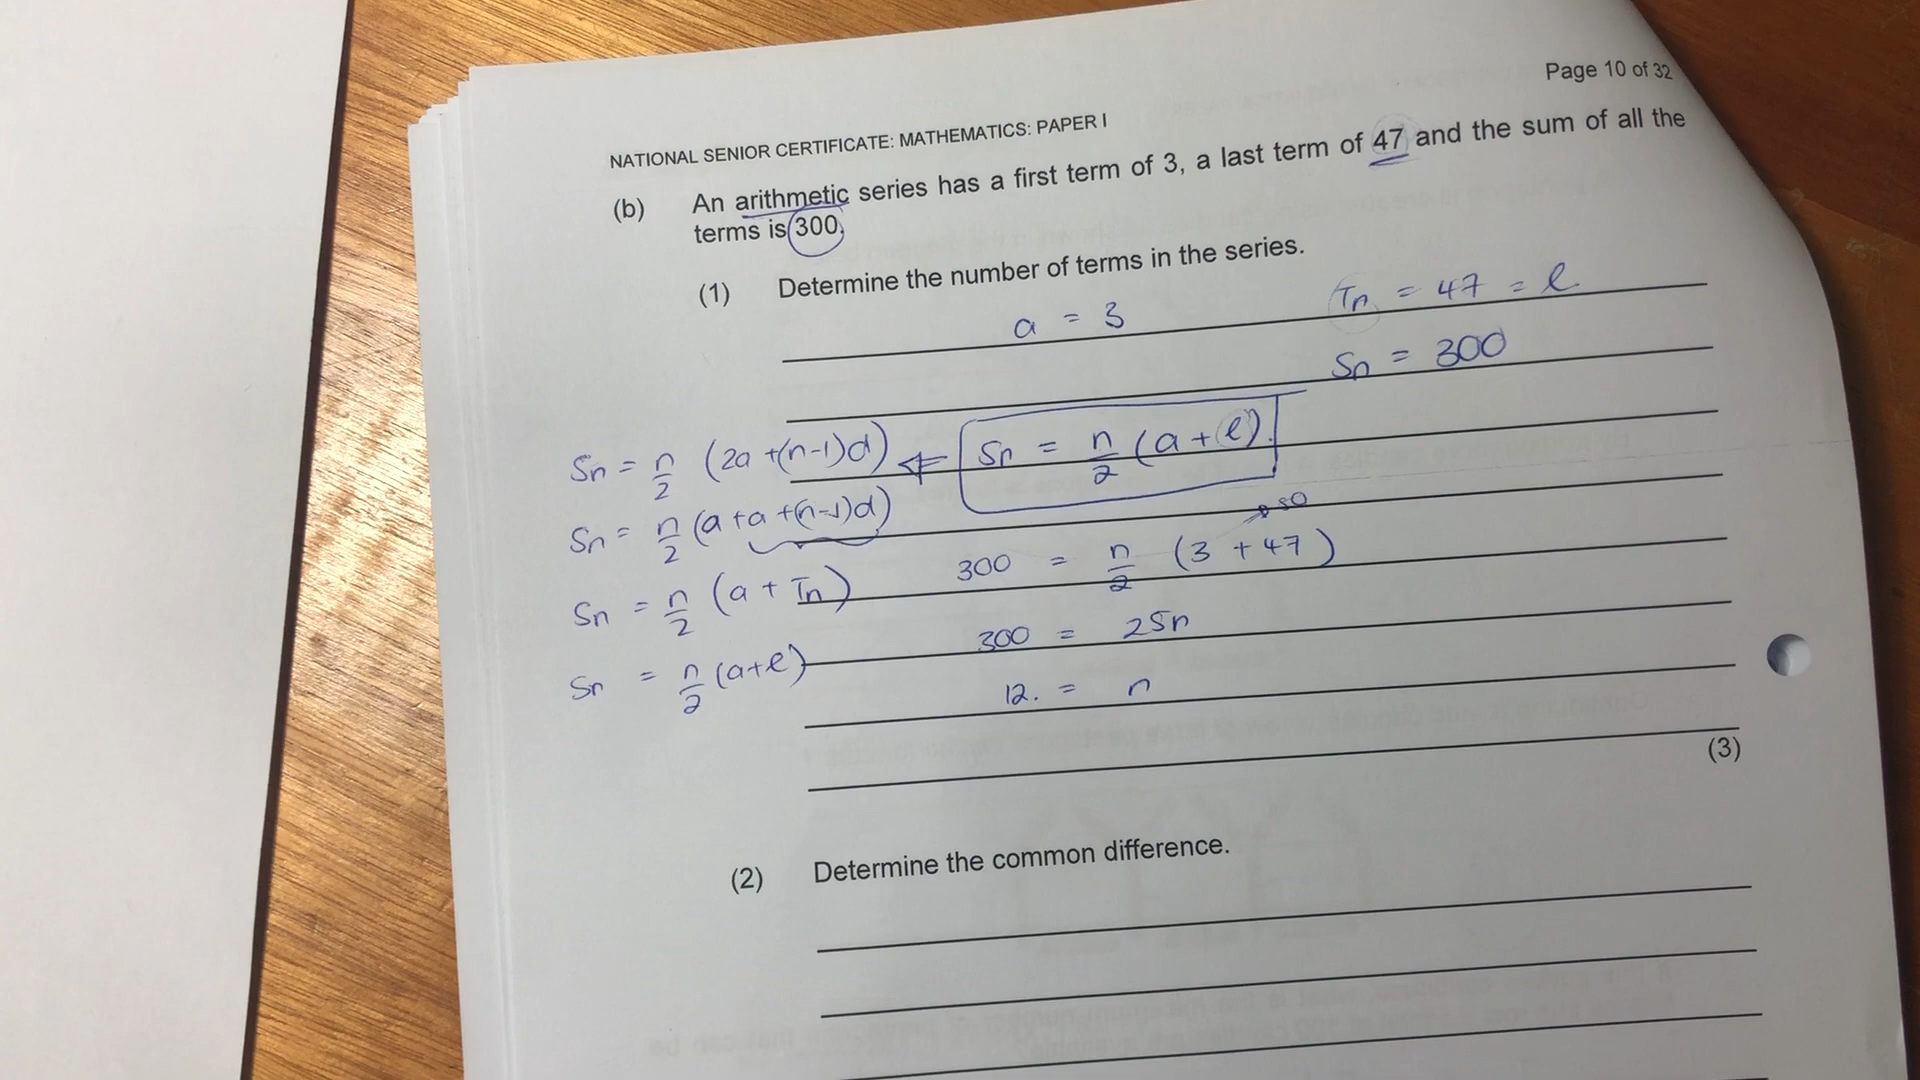 Page 10 of 32
NATIONAL SENIOR CERTIFICATE: MATHEMATICS: PAPER I
(b) An arithmetic series has a first term of 3, a last term of 47 and the sum of all the
terms is 300.
(1) Determine the number of terms in the series.
a = 3 Tn = 47 = l
Sn = 300
Sn = n/2 (2a +(n-1)d) ⇐ Sn = n/2 (a + l)
Sn = n/2 (a +a +(n-1)d)
50
300 = n/2 (3 + 47)
Sn = n/2 (a + Tn)
300 = 25n
Sn = n/2 (a+l)
12. = n
(3)
(2) Determine the common difference.